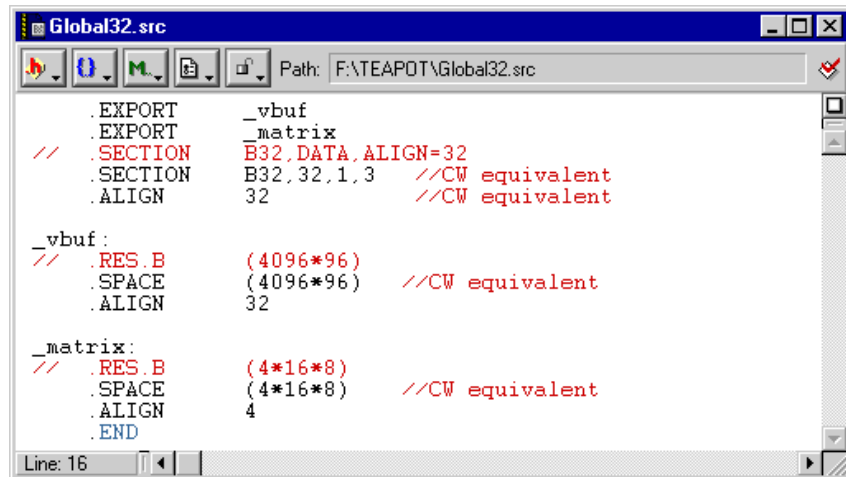 Global32.src
h {} M. Path: F:\TEAPOT\Global32.src
.EXPORT _vbuf
.EXPORT _matrix
// .SECTION B32,DATA,ALIGN=32
.SECTION B32,32,1,3 //CW equivalent
.ALIGN 32 //CW equivalent
_vbuf:
// .RES.B (4096*96)
.SPACE (4096*96) //CW equivalent
.ALIGN 32
_matrix:
// .RES.B (4*16*8)
.SPACE (4*16*8) //CW equivalent
.ALIGN 4
.END
Line: 16